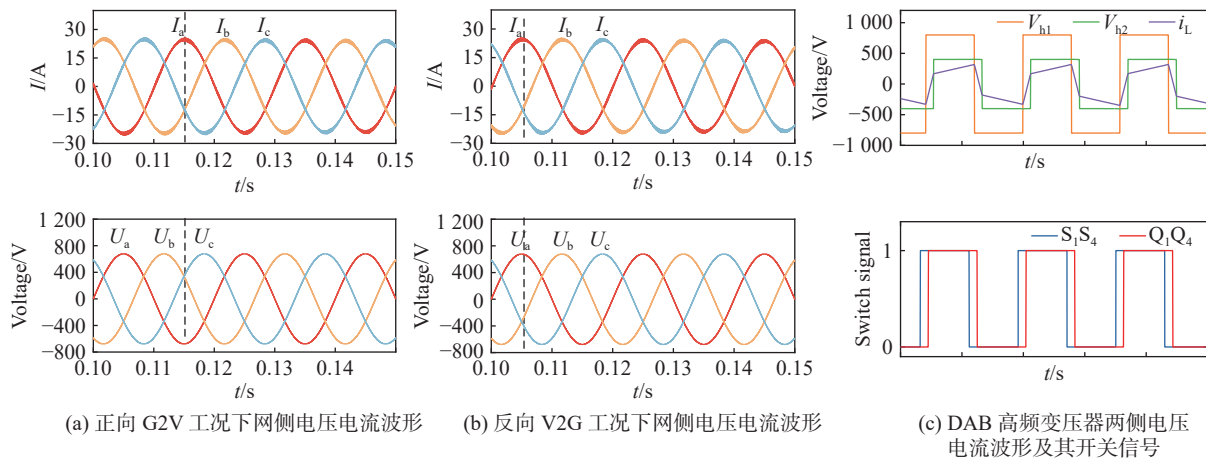 I/A
30
15
0
−15
−30
I_a
I_b
I_c
0.10 0.11 0.12 0.13 0.14 0.15
t/s
I/A
30
15
0
−15
−30
I_a
I_b
I_c
0.10 0.11 0.12 0.13 0.14 0.15
t/s
Voltage/V
1 000
500
0
−500
−1 000
V_h1
V_h2
i_L
t/s
Voltage/V
1 200
800
400
0
−400
−800
U_a
U_b
U_c
0.10 0.11 0.12 0.13 0.14 0.15
t/s
Voltage/V
1 200
800
400
0
−400
−800
U_a
U_b
U_c
0.10 0.11 0.12 0.13 0.14 0.15
t/s
Switch signal
1
0
S_1S_4
Q_1Q_4
t/s
(a) 正向 G2V 工况下网侧电压电流波形
(b) 反向 V2G 工况下网侧电压电流波形
(c) DAB 高频变压器两侧电压
电流波形及其开关信号